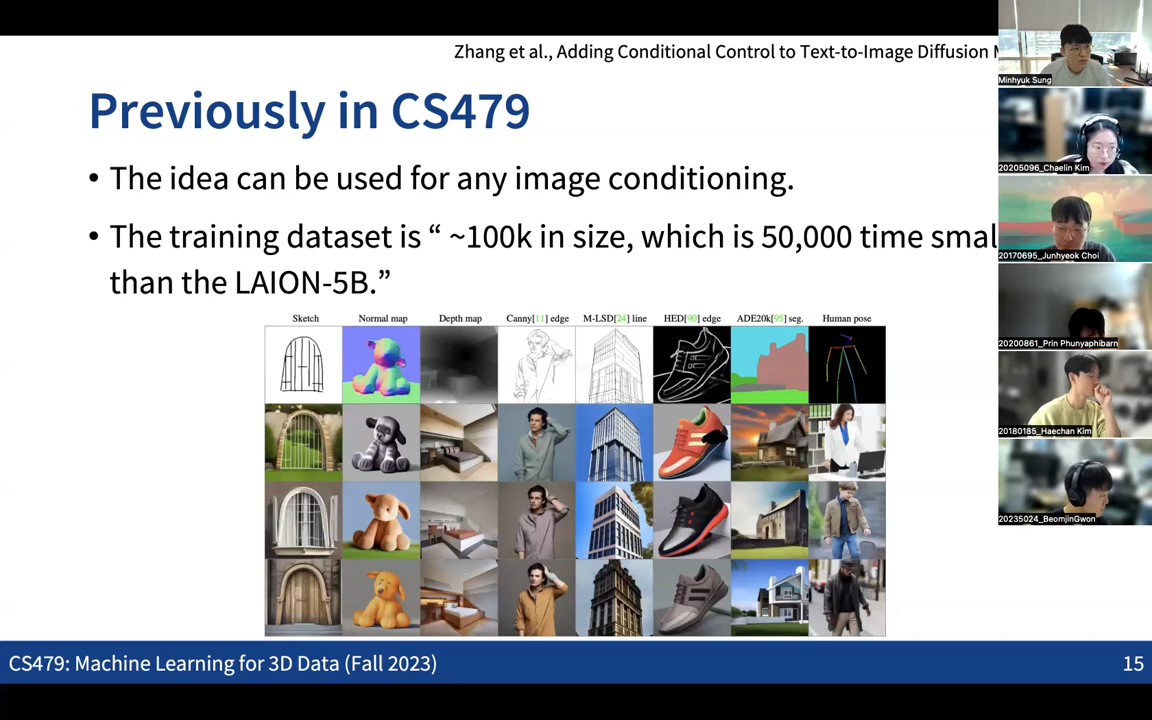 Zhang et al., Adding Conditional Control to Text-to-Image Diffusion
Minhyuk Sung
Previously in CS479
20205096_Chaelin Kim
• The idea can be used for any image conditioning.
• The training dataset is “ ~100k in size, which is 50,000 time smal
20170695_Junhyeok Choi
than the LAION-5B.”
Sketch Normal map Depth map Canny[11] edge M-LSD[24] line HED[90] edge ADE20k[95] seg. Human pose
20200861_Prin Phunyaphibarn
20180185_Haechan Kim
20235024_BeomjinGwon
CS479: Machine Learning for 3D Data (Fall 2023)
15